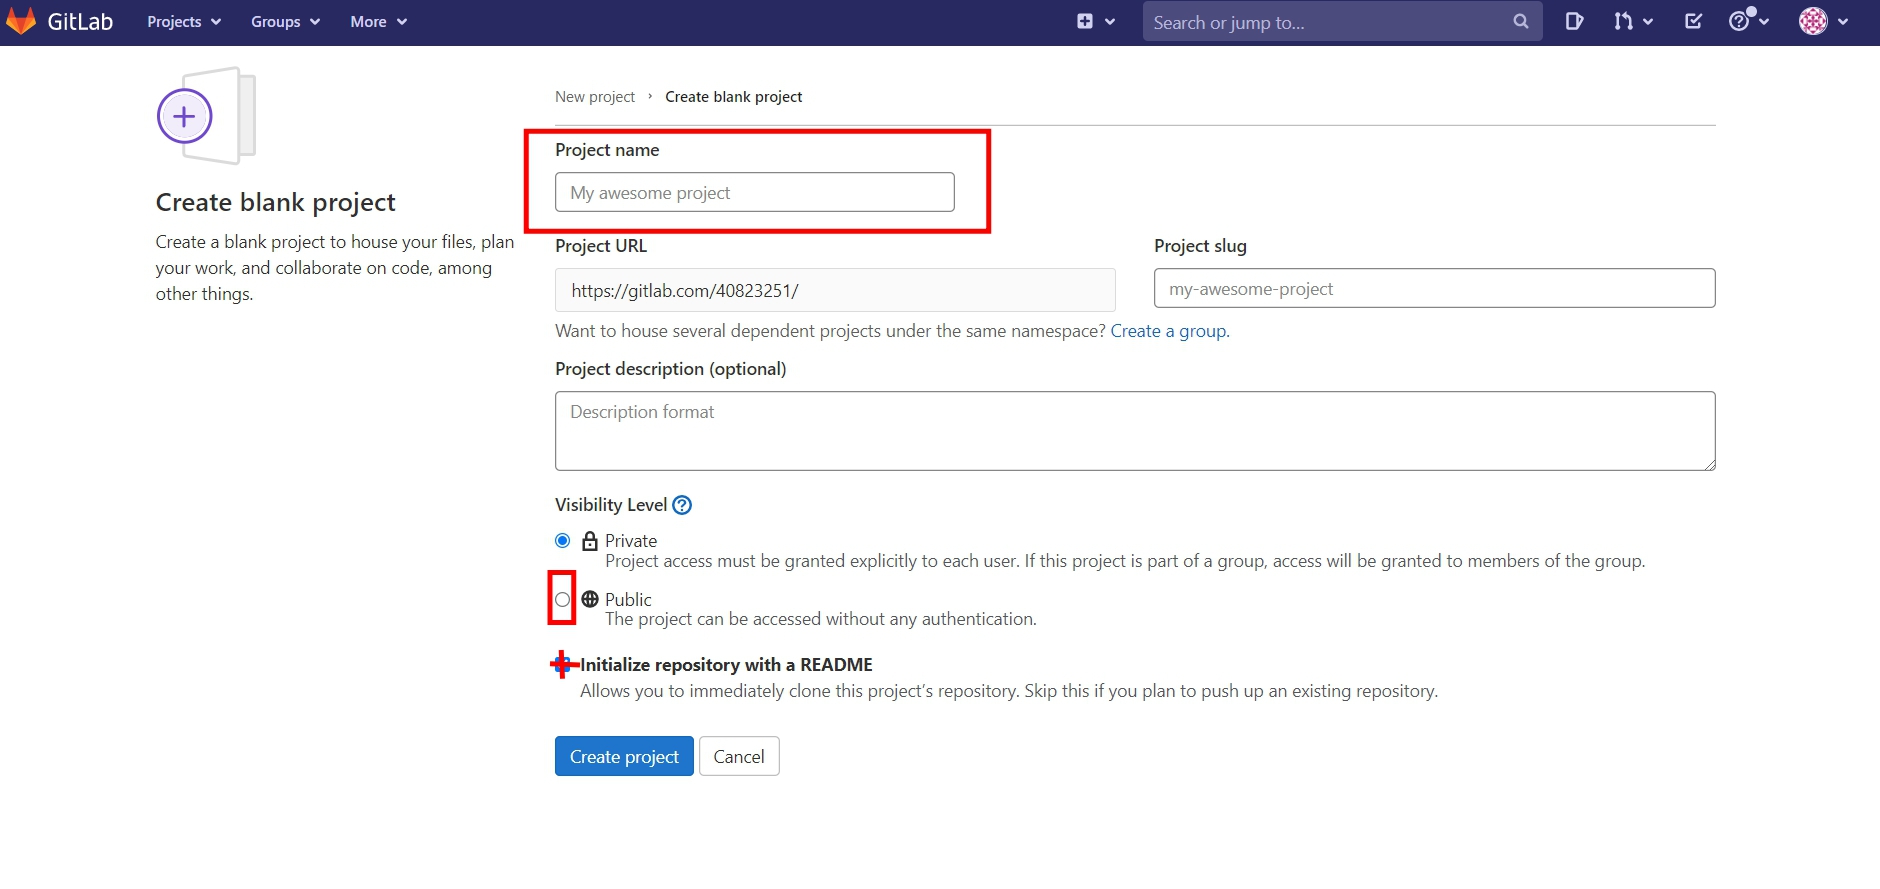 GitLab Projects Groups More Search or jump to...
New project › Create blank project
Project name
My awesome project
Create blank project
Create a blank project to house your files, plan
your work, and collaborate on code, among
other things.
Project URL Project slug
https://gitlab.com/40823251/ my-awesome-project
Want to house several dependent projects under the same namespace? Create a group.
Project description (optional)
Description format
Visibility Level
Private
Project access must be granted explicitly to each user. If this project is part of a group, access will be granted to members of the group.
Public
The project can be accessed without any authentication.
Initialize repository with a README
Allows you to immediately clone this project's repository. Skip this if you plan to push up an existing repository.
Create project Cancel